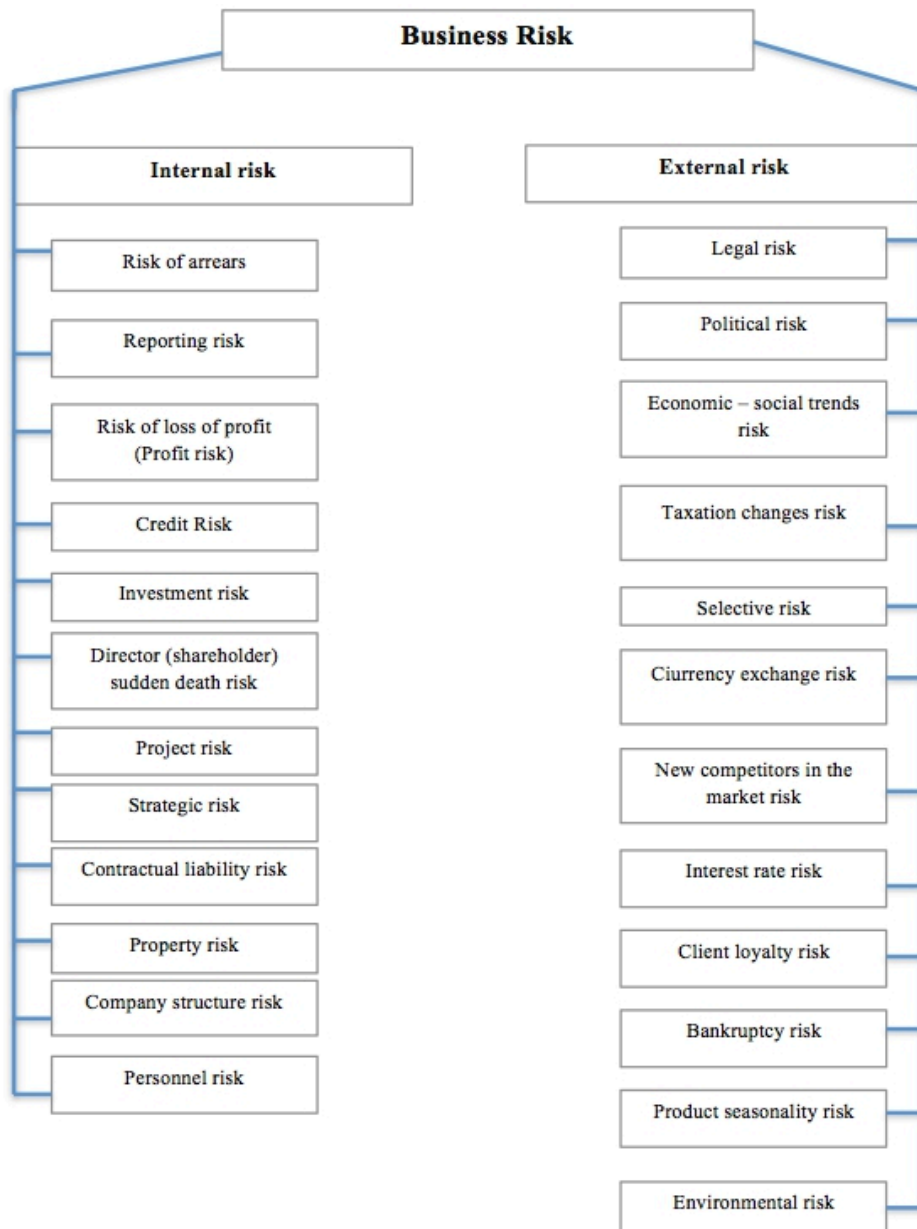 Business Risk
Internal risk
Risk of arrears
Reporting risk
Risk of loss of profit
(Profit risk)
Credit Risk
Investment risk
Director (shareholder)
sudden death risk
Project risk
Strategic risk
Contractual liability risk
Property risk
Company structure risk
Personnel risk
External risk
Legal risk
Political risk
Economic – social trends
risk
Taxation changes risk
Selective risk
Ciurrency exchange risk
New competitors in the
market risk
Interest rate risk
Client loyalty risk
Bankruptcy risk
Product seasonality risk
Environmental risk